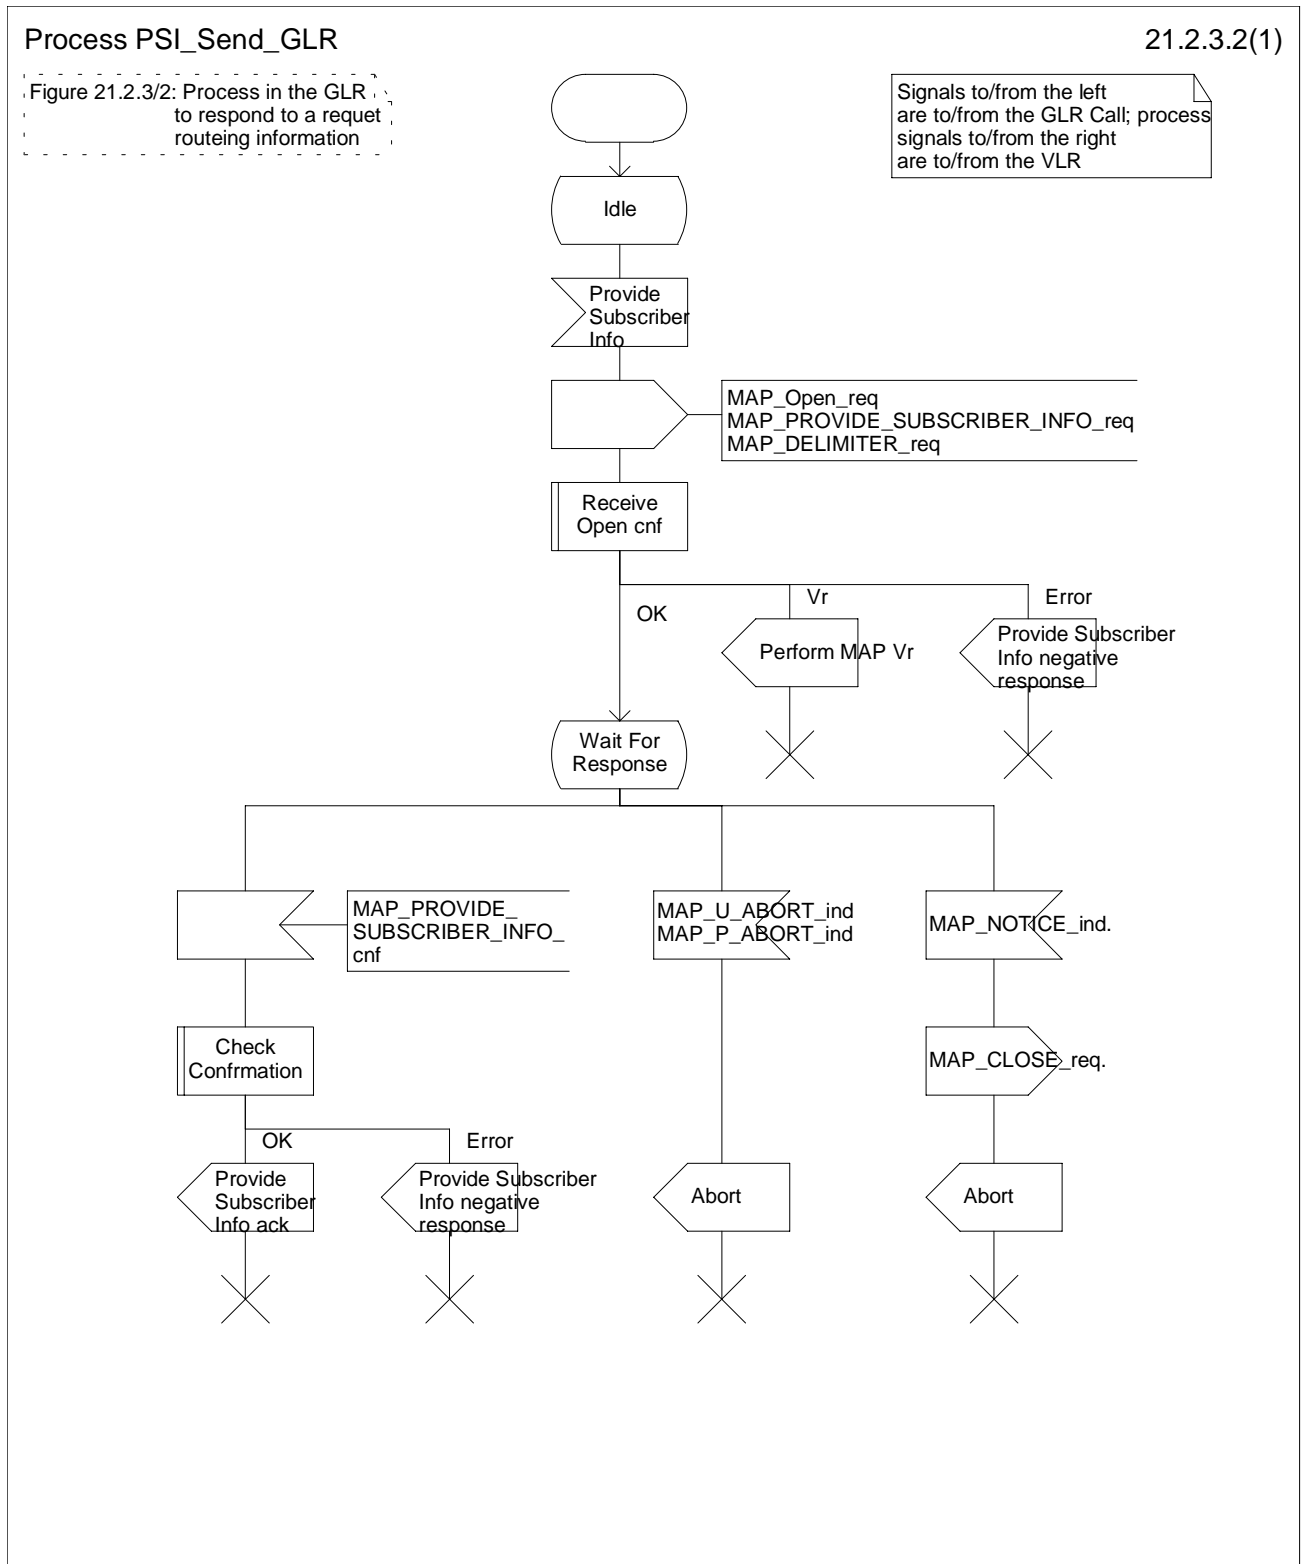 Process PSI_Send_GLR
21.2.3.2(1)
Figure 21.2.3/2: Process in the GLR
to respond to a requet
routeing information
Signals to/from the left
are to/from the GLR Call; process
signals to/from the right
are to/from the VLR
Idle
Provide
Subscriber
Info
MAP_Open_req
MAP_PROVIDE_SUBSCRIBER_INFO_req
MAP_DELIMITER_req
Receive
Open cnf
OK
Vr
Error
Perform MAP Vr
Provide Subscriber
Info negative
response
Wait For
Response
MAP_PROVIDE_
SUBSCRIBER_INFO_
cnf
MAP_U_ABORT_ind
MAP_P_ABORT_ind
MAP_NOTICE_ind.
Check
Confrmation
MAP_CLOSE_req.
OK
Error
Provide
Subscriber
Info ack
Provide Subscriber
Info negative
response
Abort
Abort